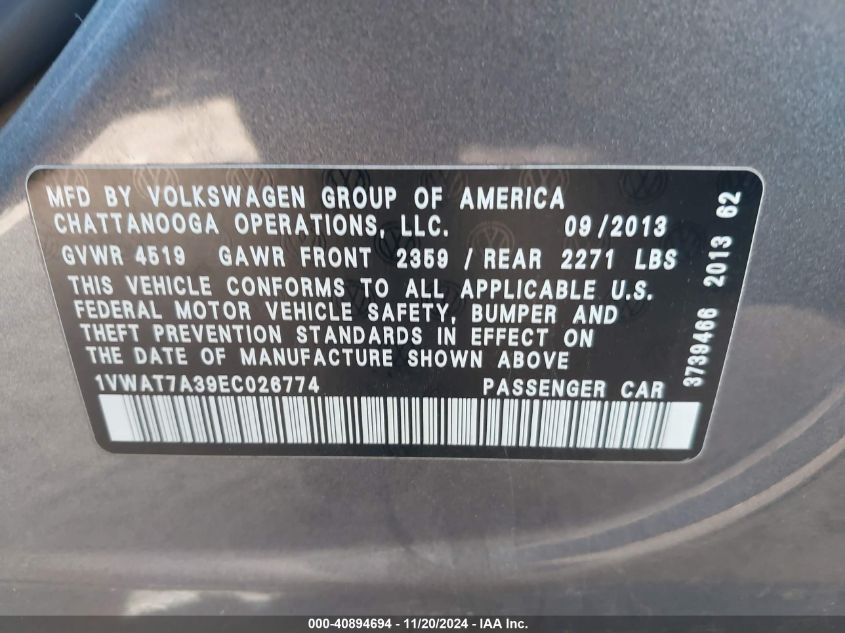 MFD BY VOLKSWAGEN GROUP OF AMERICA
CHATTANOOGA OPERATIONS, LLC. 09/2013
GVWR 4519 GAWR FRONT 2359 / REAR 2271 LBS
THIS VEHICLE CONFORMS TO ALL APPLICABLE U.S.
FEDERAL MOTOR VEHICLE SAFETY, BUMPER AND
THEFT PREVENTION STANDARDS IN EFFECT ON
THE DATE OF MANUFACTURE SHOWN ABOVE
1VWAT7A39EC026774 PASSENGER CAR
3739466 2013 62
000-40894694 | 11/20/2024 | © IAA Inc.